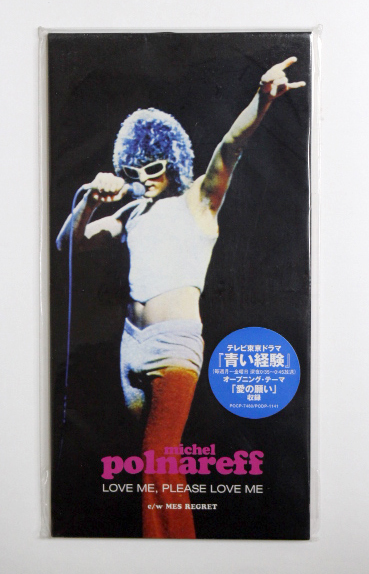 テレビ東京ドラマ
『青い経験』
オープニング・テーマ
「愛の願い」
収録
michel
polnareff
LOVE ME, PLEASE LOVE ME
c/w MES REGRET